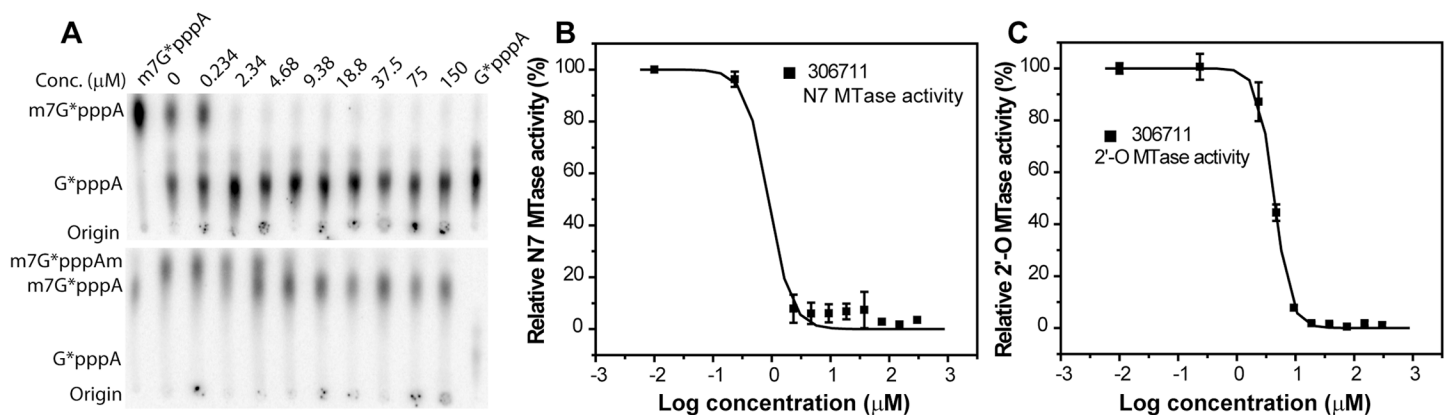 A
Conc. (μM)
m7G*pppA
0
0.234
2.34
4.68
9.38
18.8
37.5
75
150
G*pppA
m7G*pppA
G*pppA
Origin
m7G*pppAm
m7G*pppA
G*pppA
Origin
B
Relative N7 MTase activity (%)
100
80
60
40
20
0
306711
N7 MTase activity
-3 -2 -1 0 1 2 3
Log concentration (μM)
C
Relative 2'-O MTase activity (%)
100
80
60
40
20
0
306711
2'-O MTase activity
-3 -2 -1 0 1 2 3
Log concentration (μM)